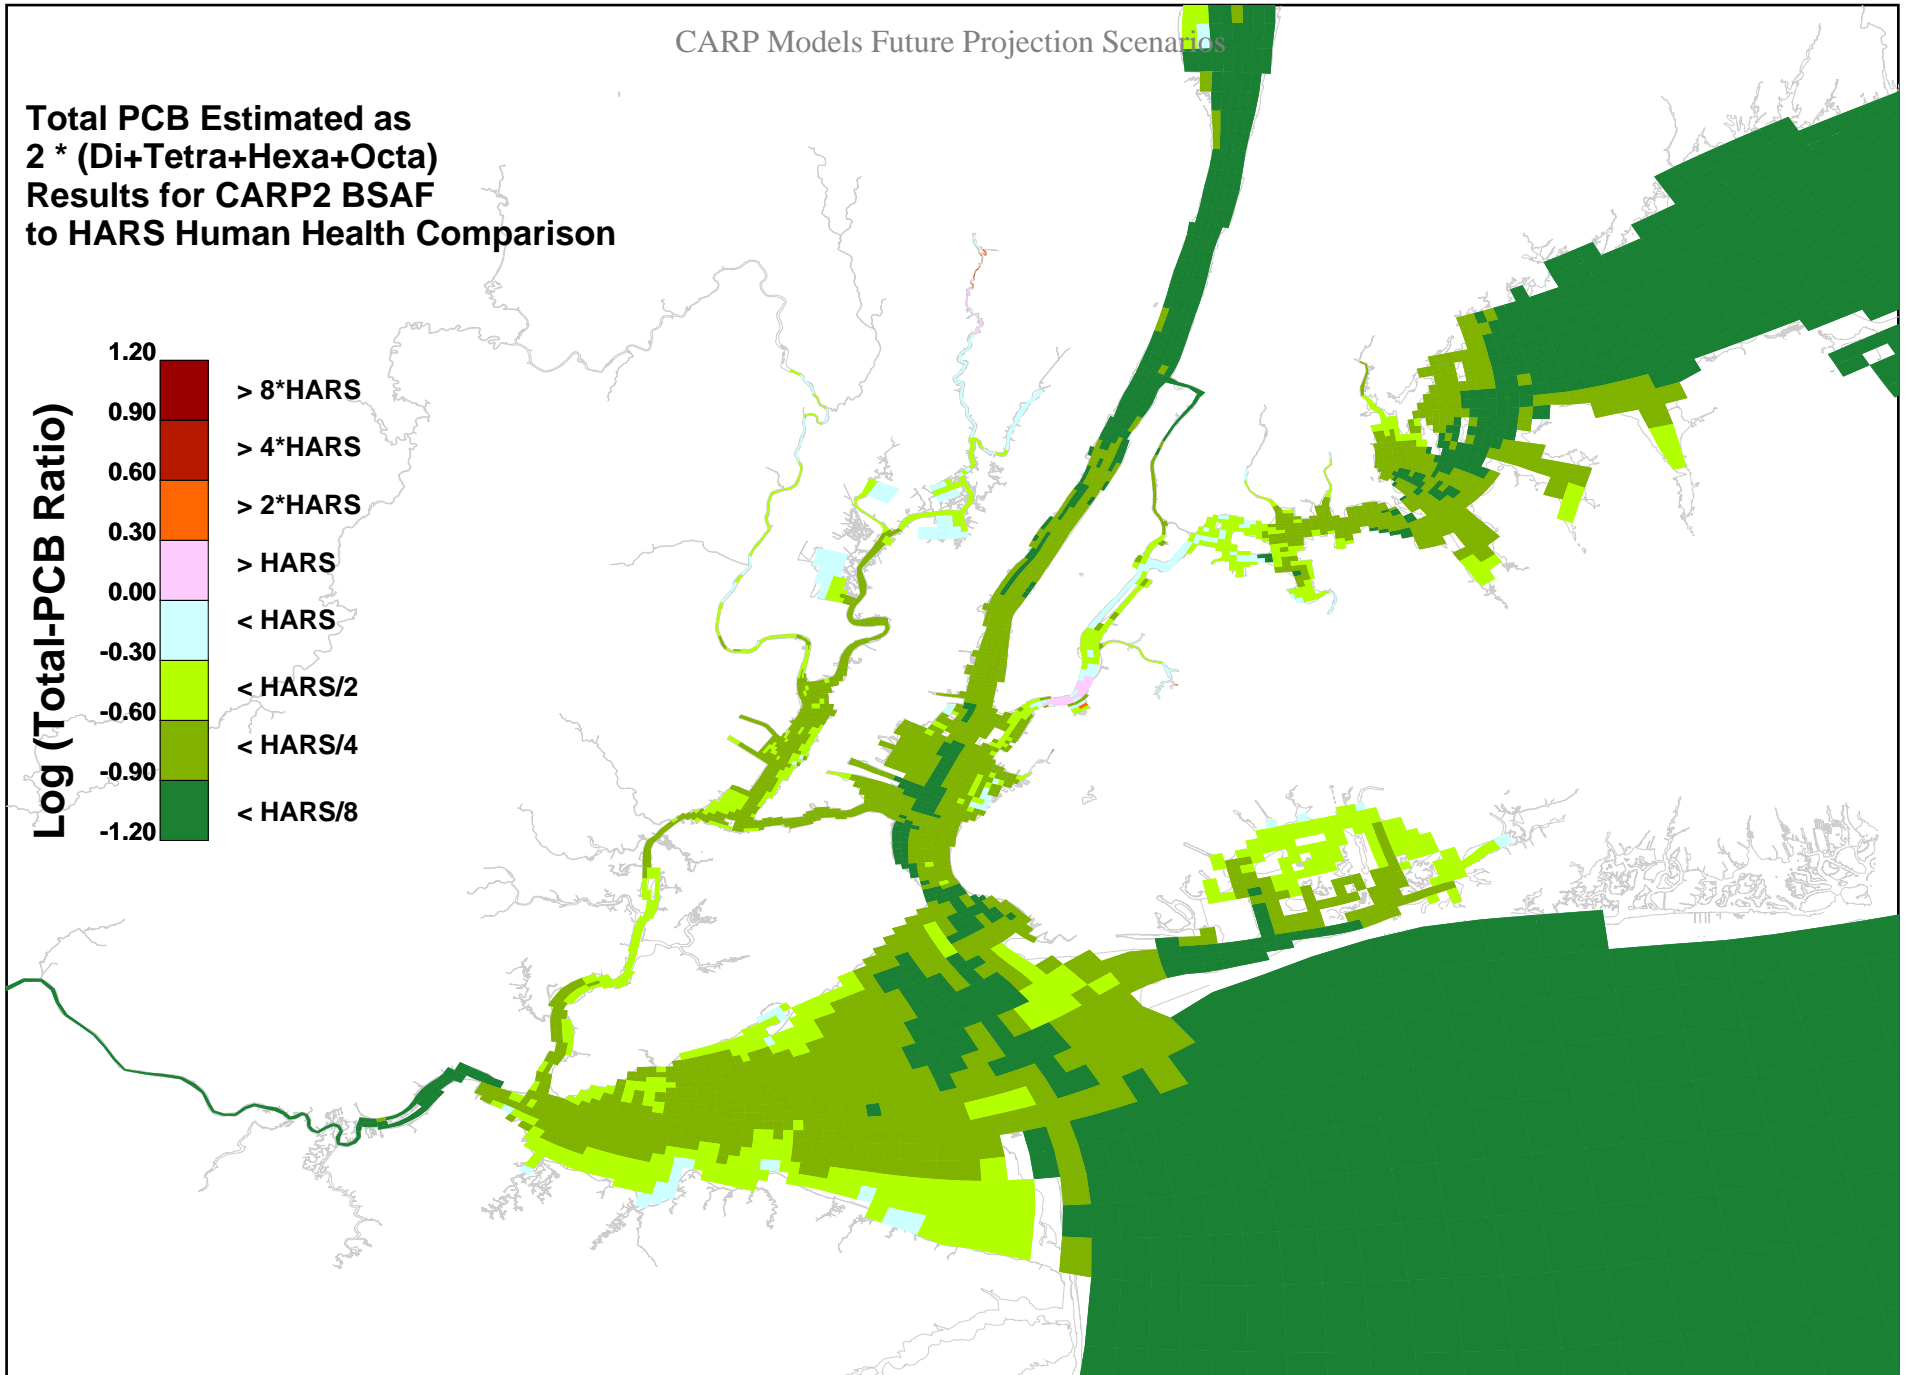 CARP Models Future Projection Scenarios
Total PCB Estimated as
2 * (Di+Tetra+Hexa+Octa)
Results for CARP2 BSAF
to HARS Human Health Comparison
Log (Total-PCB Ratio)
1.20
> 8*HARS
0.90
> 4*HARS
0.60
> 2*HARS
0.30
> HARS
0.00
< HARS
-0.30
< HARS/2
-0.60
< HARS/4
-0.90
< HARS/8
-1.20